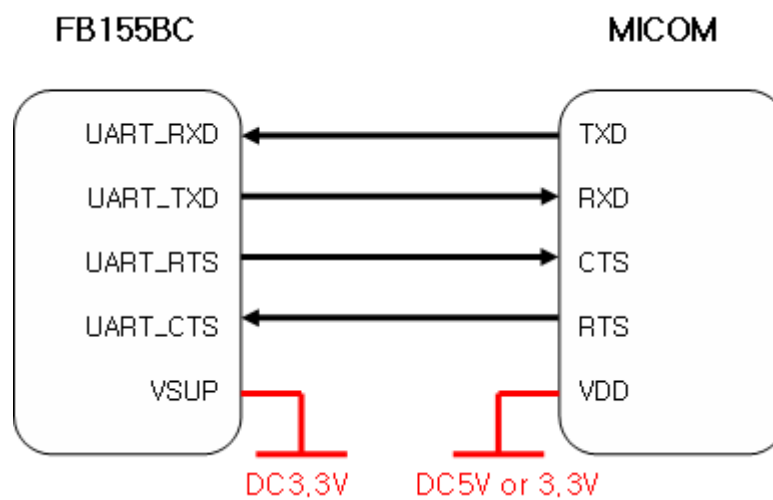 FB155BC
MICOM
UART_RXD
TXD
UART_TXD
RXD
UART_RTS
CTS
UART_CTS
RTS
VSUP
VDD
DC3,3V
DC5V or 3,3V